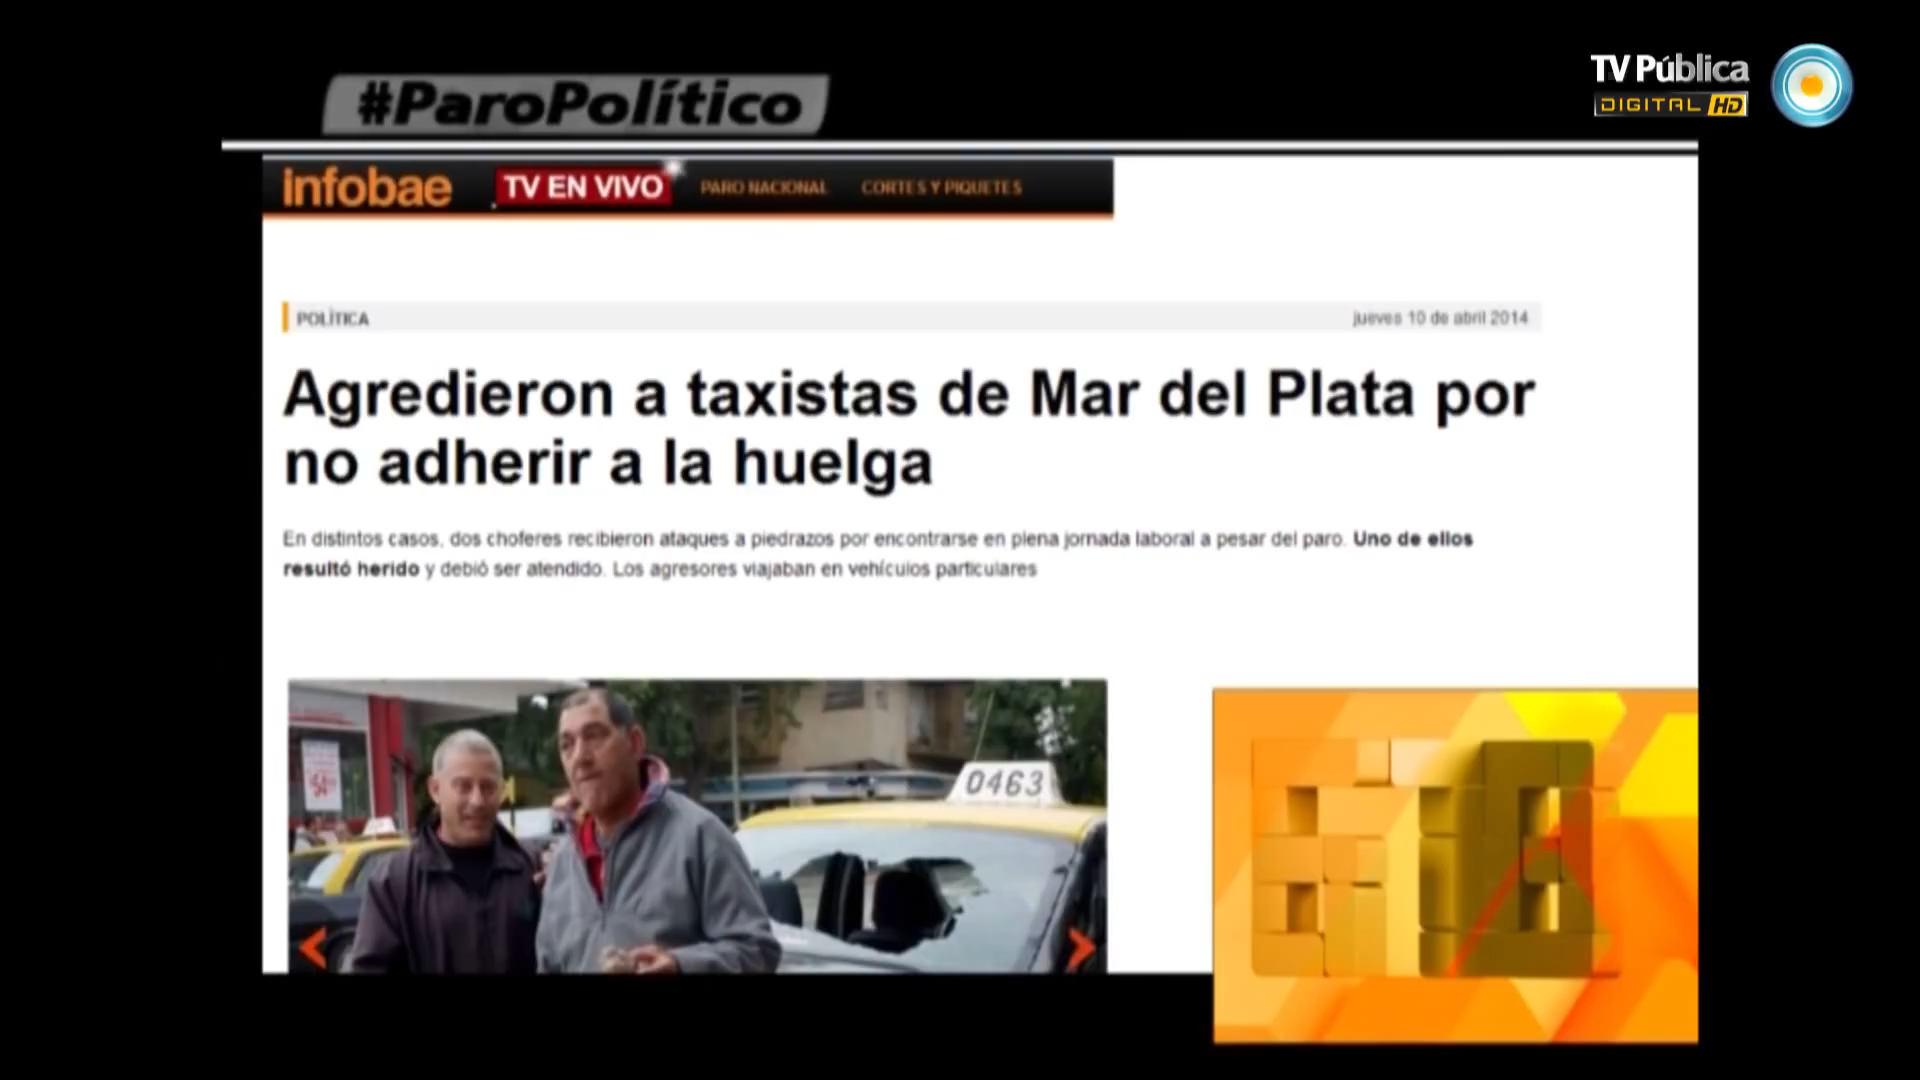 #ParoPolítico
TV Pública
DIGITAL HD
infobae
TV EN VIVO
PARO NACIONAL
CORTES Y PIQUETES
POLÍTICA
jueves 10 de abril 2014
Agredieron a taxistas de Mar del Plata por
no adherir a la huelga
En distintos casos, dos choferes recibieron ataques a piedrazos por encontrarse en plena jornada laboral a pesar del paro. Uno de ellos
resultó herido y debió ser atendido. Los agresores viajaban en vehículos particulares
0463